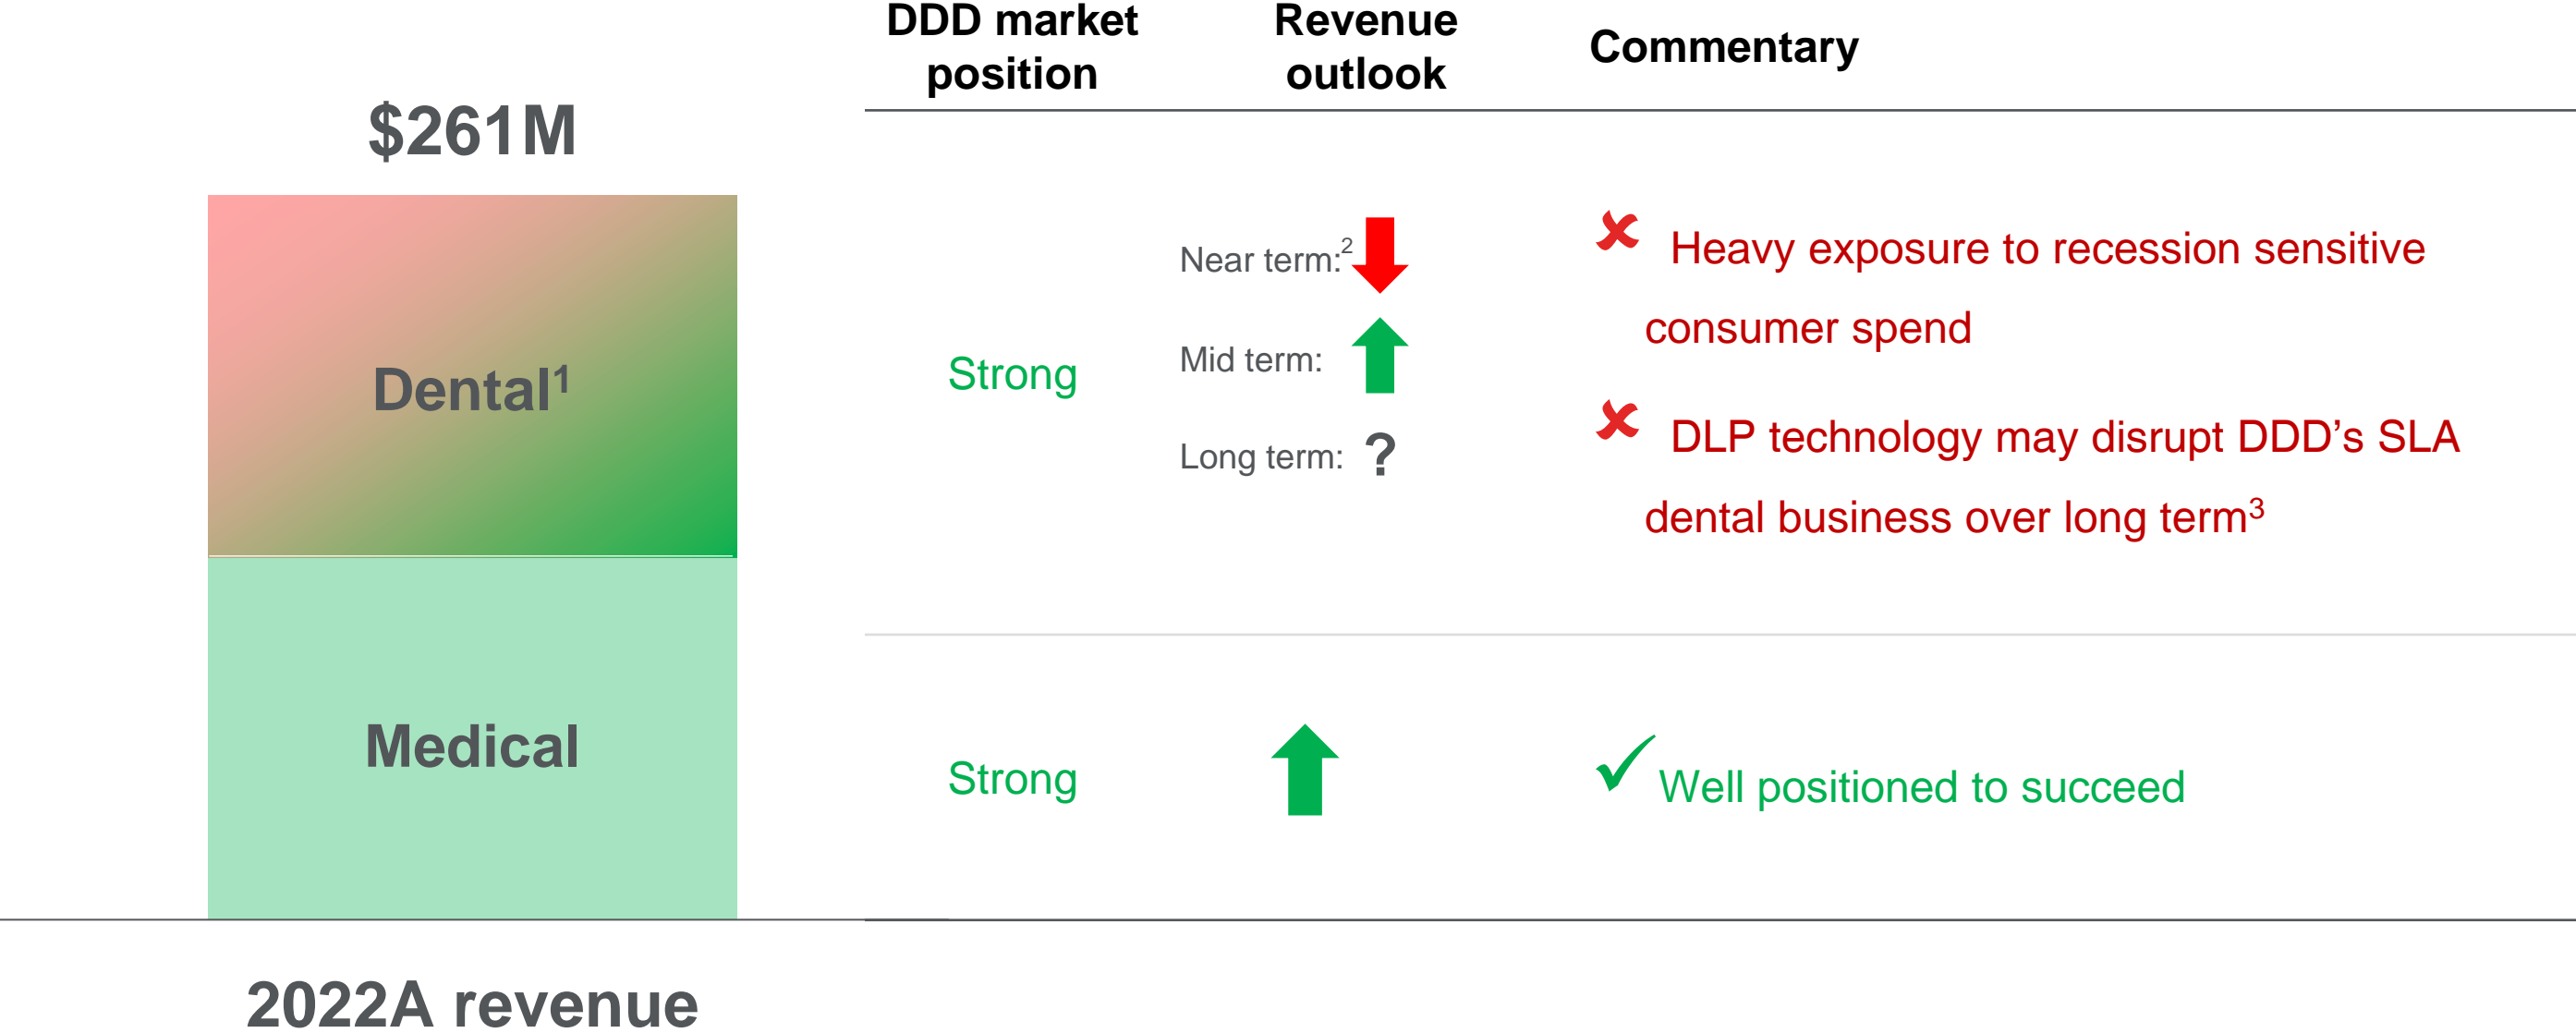 DDD market
position
Revenue
outlook
Commentary
$261M
Dental1
Strong
Near term:2
Mid term:
Long term: ?
✘ Heavy exposure to recession sensitive
consumer spend
✘ DLP technology may disrupt DDD’s SLA
dental business over long term3
Medical
Strong
✓ Well positioned to succeed
2022A revenue